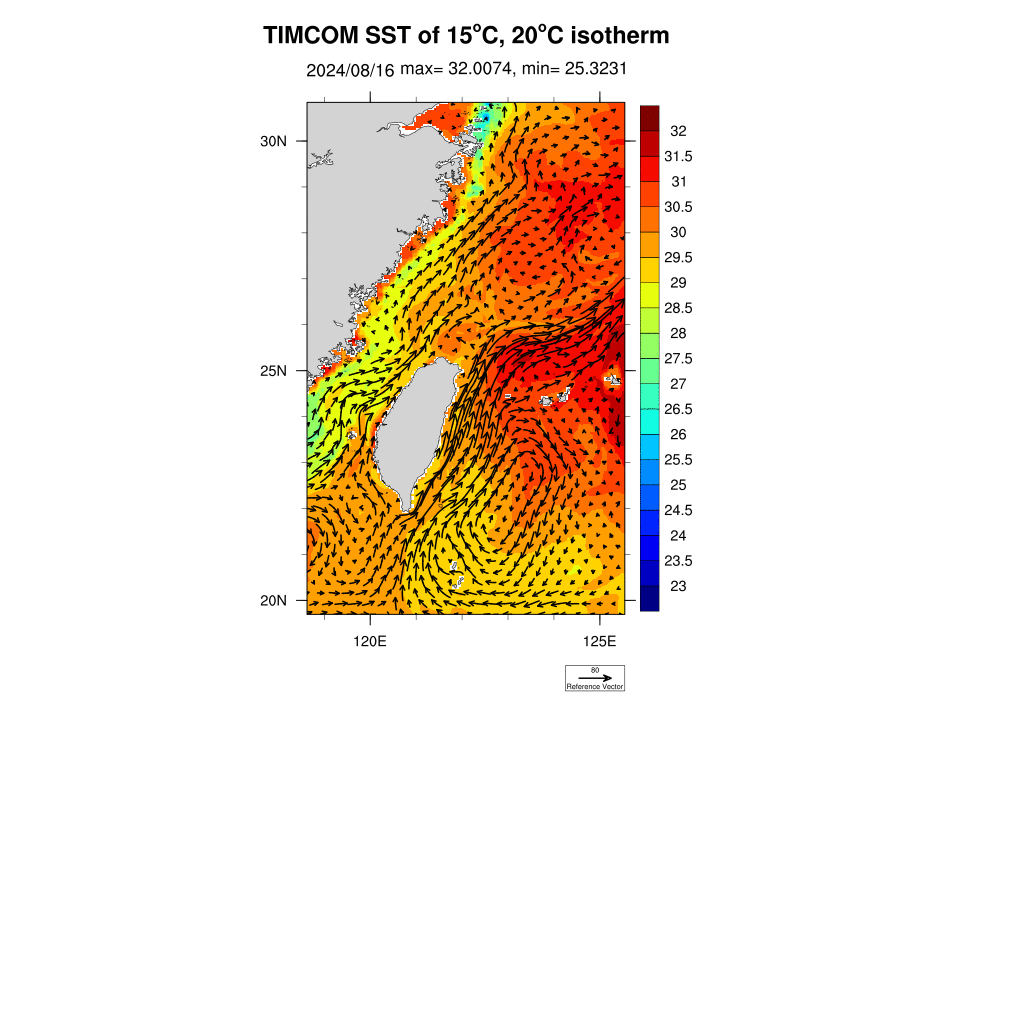 TIMCOM SST of 15°C, 20°C isotherm
2024/08/16 max= 32.0074, min= 25.3231
30N
25N
20N
120E
125E
32
31.5
31
30.5
30
29.5
29
28.5
28
27.5
27
26.5
26
25.5
25
24.5
24
23.5
23
80
Reference Vector